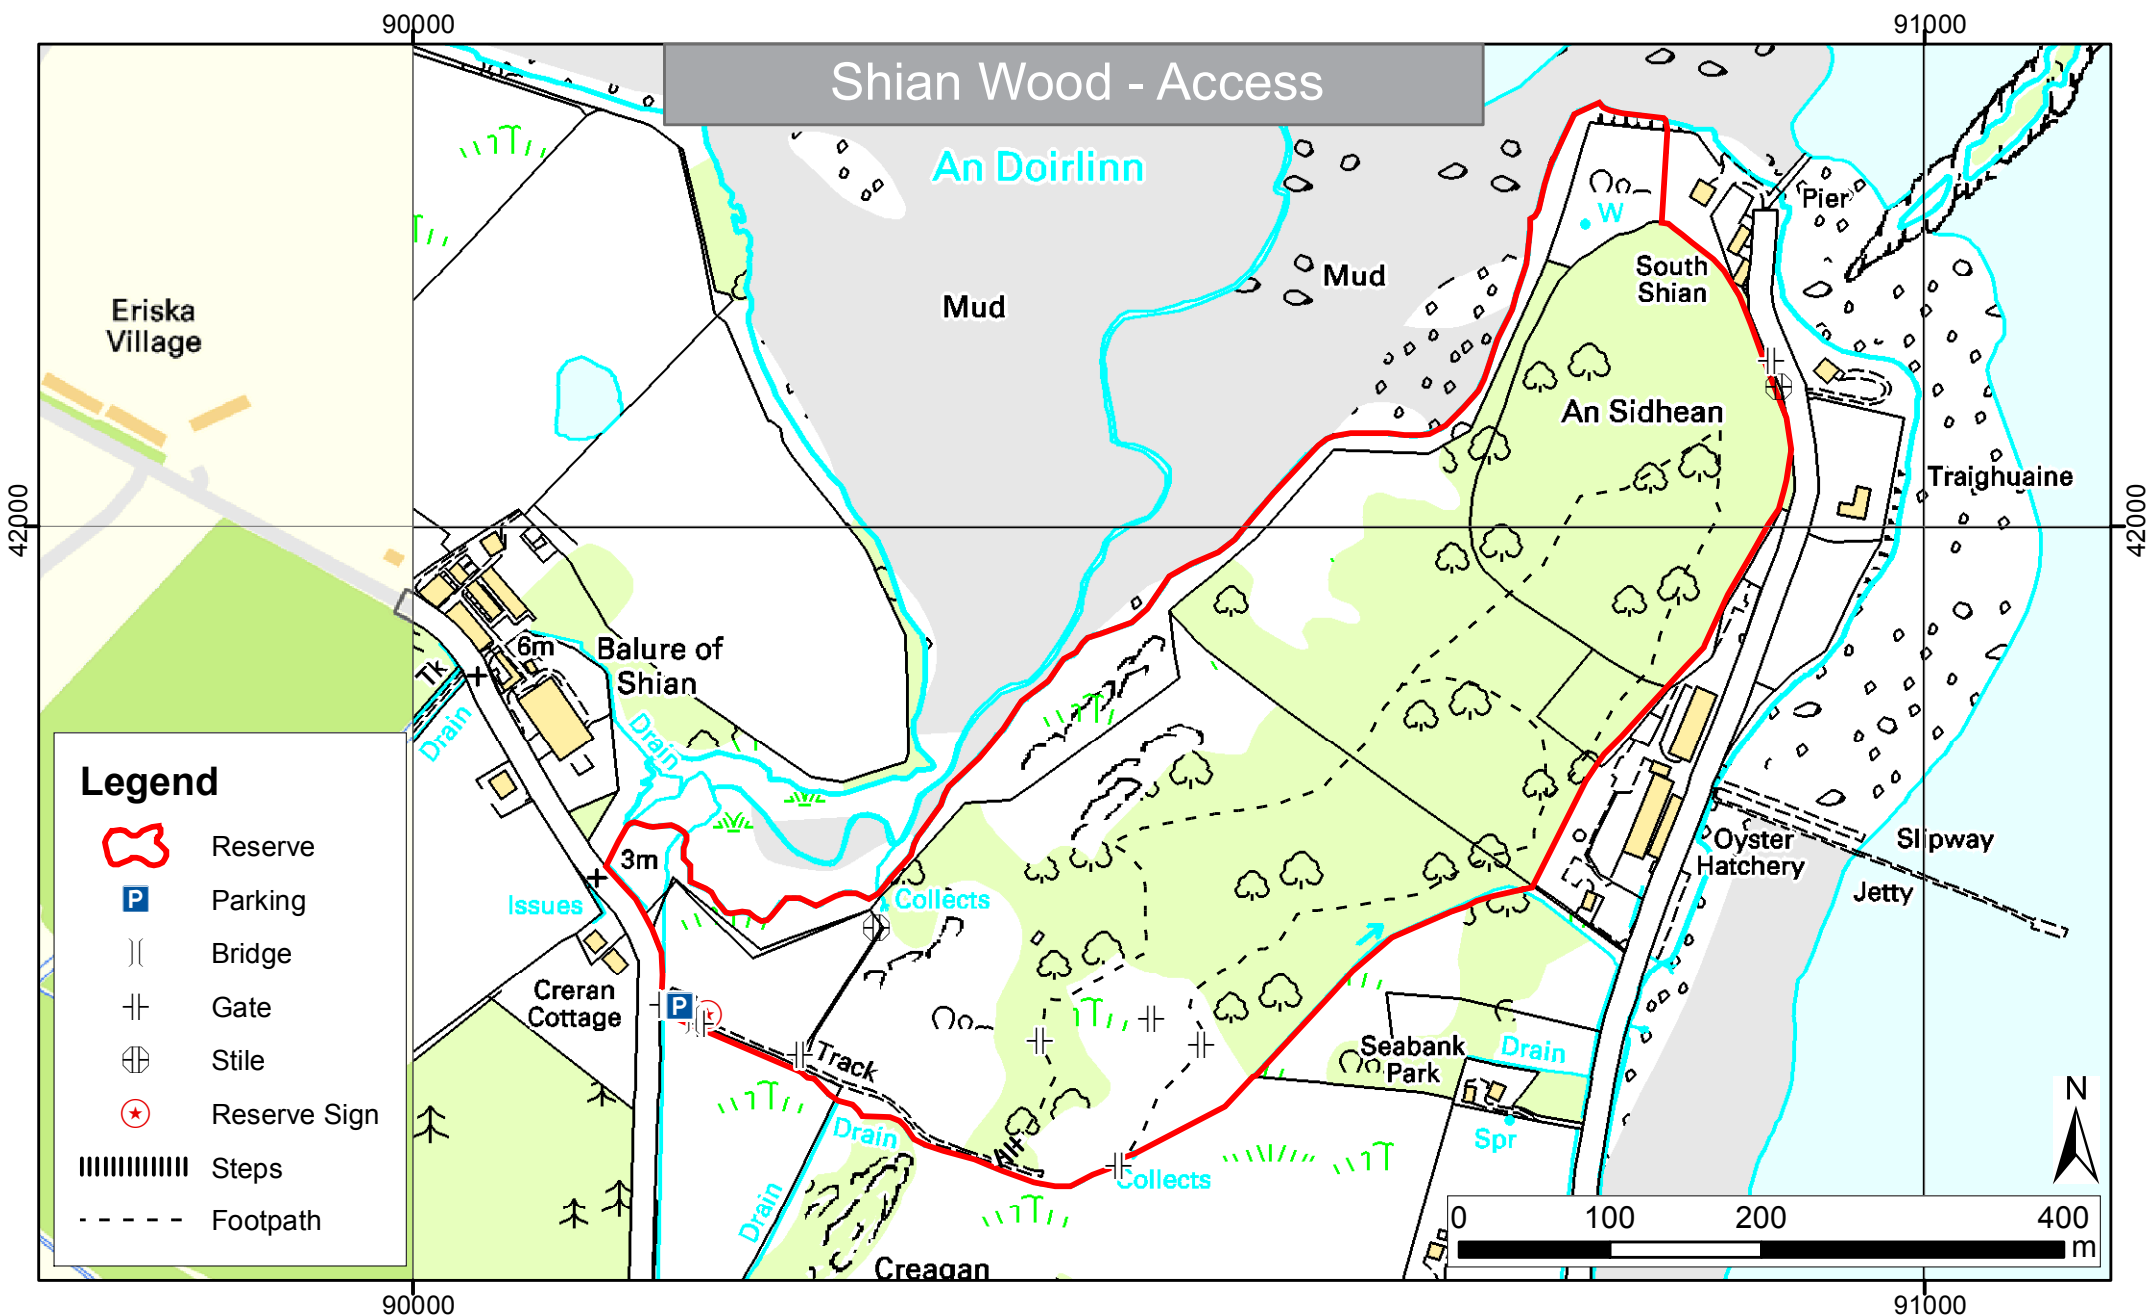 90000
91000
Shian Wood - Access
An Doirlinn
Pier
W
Mud
Mud
South
Shian
Eriska
Village
An Sidhean
Traighuaine
42000
42000
6m
Balure of
Shian
Tk
Drain
Drain
3m
Issues
Collects
Oyster
Hatchery
Slipway
Jetty
Creran
Cottage
P
Track
Seabank
Park
Drain
Drain
Spr
Collects
Drain
Creagan
Legend
Reserve
P
Parking
Bridge
Gate
Stile
Reserve Sign
Steps
Footpath
N
0 100 200 400
m
90000
91000